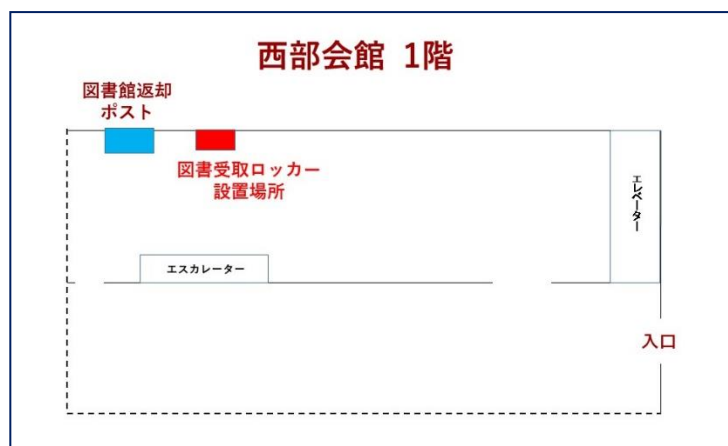 西部会館 1階
図書館返却
ポスト
図書受取ロッカー
設置場所
エレベーター
エスカレーター
入口